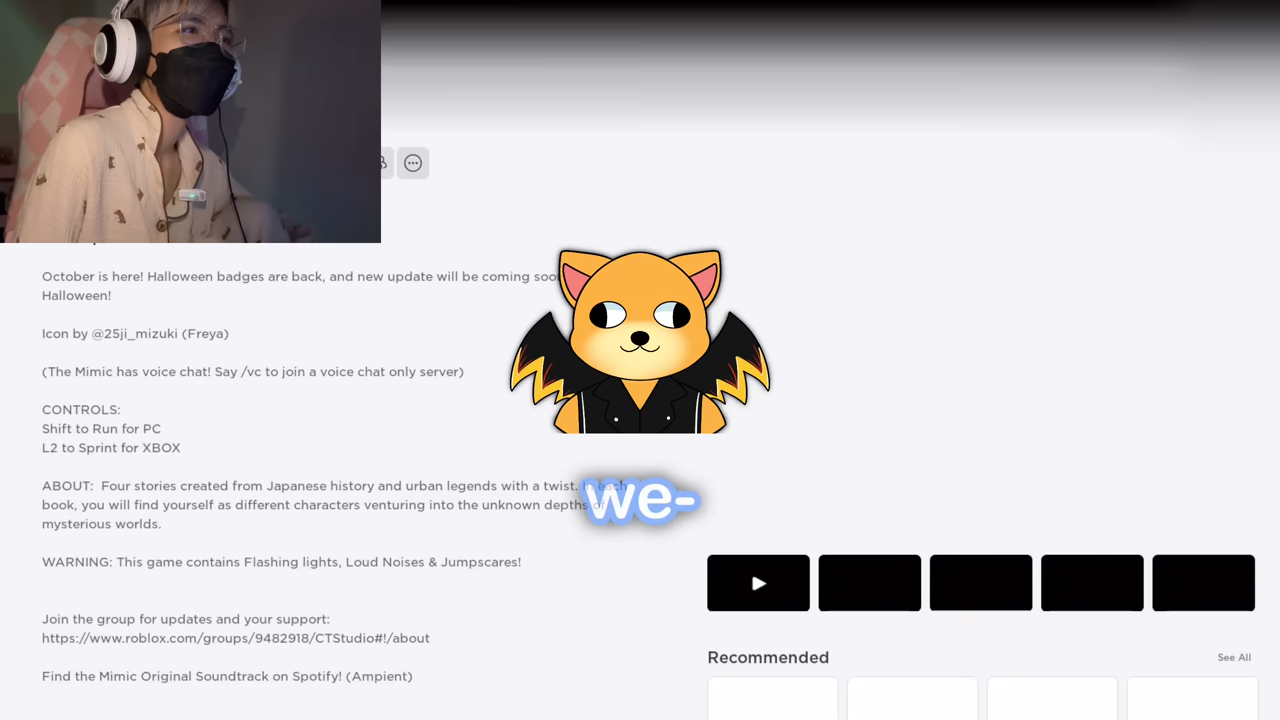 October is here! Halloween badges are back, and new update will be coming soon
Halloween!
Icon by @25ji_mizuki (Freya)
(The Mimic has voice chat! Say /vc to join a voice chat only server)
CONTROLS:
Shift to Run for PC
L2 to Sprint for XBOX
ABOUT: Four stories created from Japanese history and urban legends with a twist. In each
book, you will find yourself as different characters venturing into the unknown depths of
mysterious worlds.
we-
WARNING: This game contains Flashing lights, Loud Noises & Jumpscares!
Join the group for updates and your support:
https://www.roblox.com/groups/9482918/CTStudio#!/about
Find the Mimic Original Soundtrack on Spotify! (Ampient)
Recommended
See All